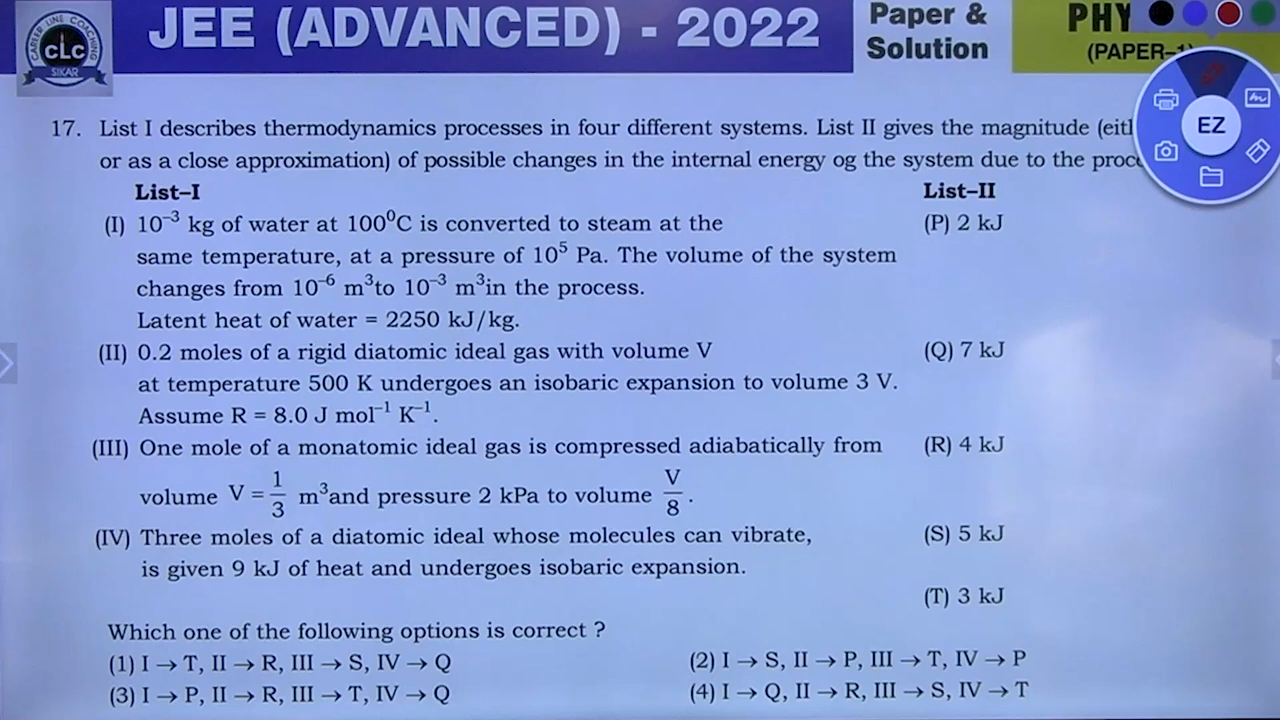 CAREER LINE COACHING
CLC
SIKAR
JEE (ADVANCED) - 2022
Paper &
Solution
PHY
(PAPER–1)
EZ
17. List I describes thermodynamics processes in four different systems. List II gives the magnitude
or as a close approximation) of possible changes in the internal energy og the system due to the
List–I List–II
(I) 10⁻³ kg of water at 100⁰C is converted to steam at the (P) 2 kJ
same temperature, at a pressure of 10⁵ Pa. The volume of the system
changes from 10⁻⁶ m³to 10⁻³ m³in the process.
Latent heat of water = 2250 kJ/kg.
(II) 0.2 moles of a rigid diatomic ideal gas with volume V (Q) 7 kJ
at temperature 500 K undergoes an isobaric expansion to volume 3 V.
Assume R = 8.0 J mol⁻¹ K⁻¹.
(III) One mole of a monatomic ideal gas is compressed adiabatically from (R) 4 kJ
volume V = 1/3 m³and pressure 2 kPa to volume V/8.
(IV) Three moles of a diatomic ideal whose molecules can vibrate, (S) 5 kJ
is given 9 kJ of heat and undergoes isobaric expansion.
(T) 3 kJ
Which one of the following options is correct ?
(1) I → T, II → R, III → S, IV → Q (2) I → S, II → P, III → T, IV → P
(3) I → P, II → R, III → T, IV → Q (4) I → Q, II → R, III → S, IV → T